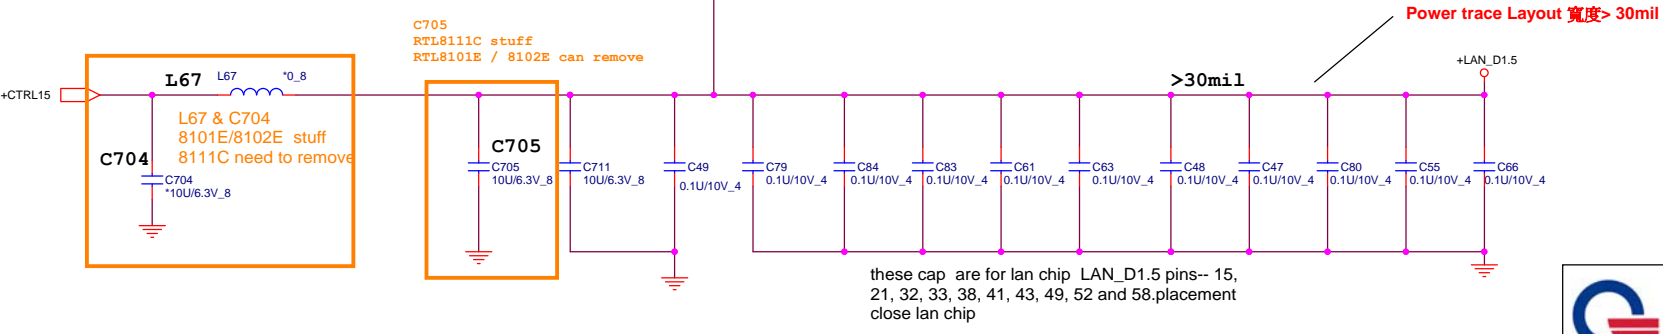 Power trace Layout 寬度> 30mil
C705
RTL8111C stuff
RTL8101E / 8102E can remove
+LAN_D1.5
L67
L67
*0_8
>30mil
+CTRL15
L67 & C704
8101E/8102E stuff
8111C need to remove
C704
C704
*10U/6.3V_8
C705
C705
10U/6.3V_8
C711
10U/6.3V_8
C49
0.1U/10V_4
C79
0.1U/10V_4
C84
0.1U/10V_4
C83
0.1U/10V_4
C61
0.1U/10V_4
C63
0.1U/10V_4
C48
0.1U/10V_4
C47
0.1U/10V_4
C80
0.1U/10V_4
C55
0.1U/10V_4
C66
0.1U/10V_4
these cap are for lan chip LAN_D1.5 pins-- 15,
21, 32, 33, 38, 41, 43, 49, 52 and 58.placement
close lan chip